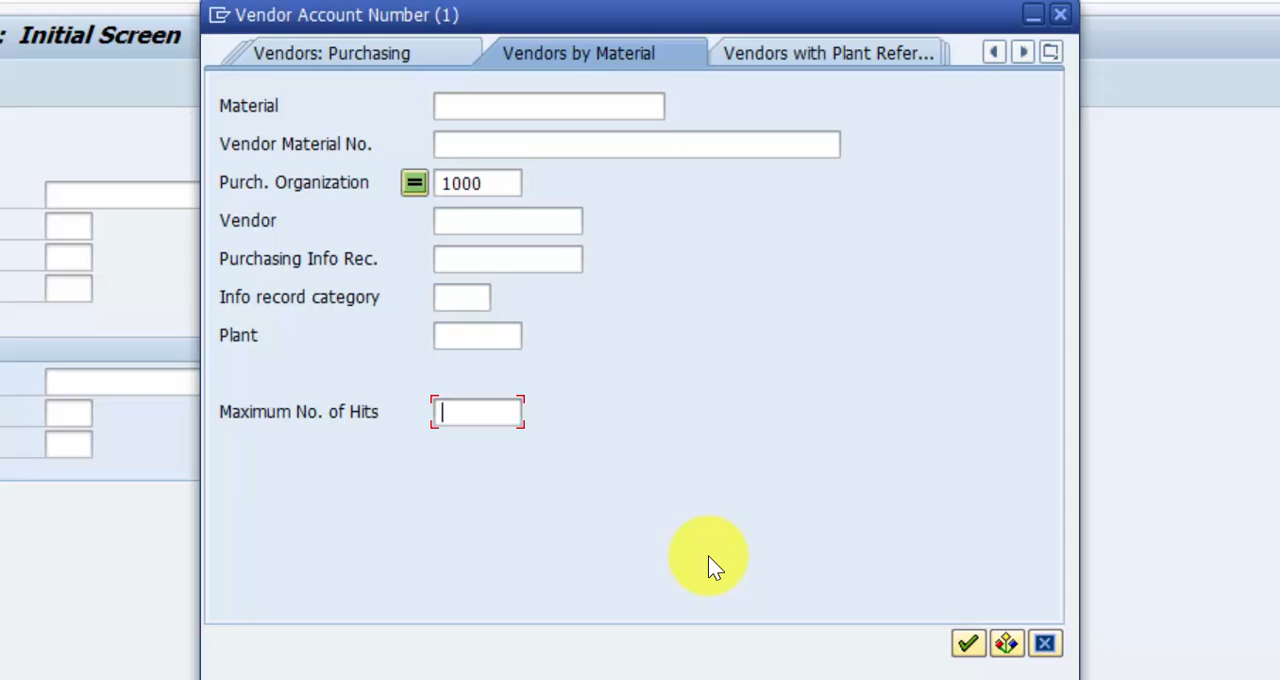 Vendor Account Number (1)
: Initial Screen
Vendors: Purchasing
Vendors by Material
Vendors with Plant Refer...
Material
Vendor Material No.
Purch. Organization 1000
Vendor
Purchasing Info Rec.
Info record category
Plant
Maximum No. of Hits